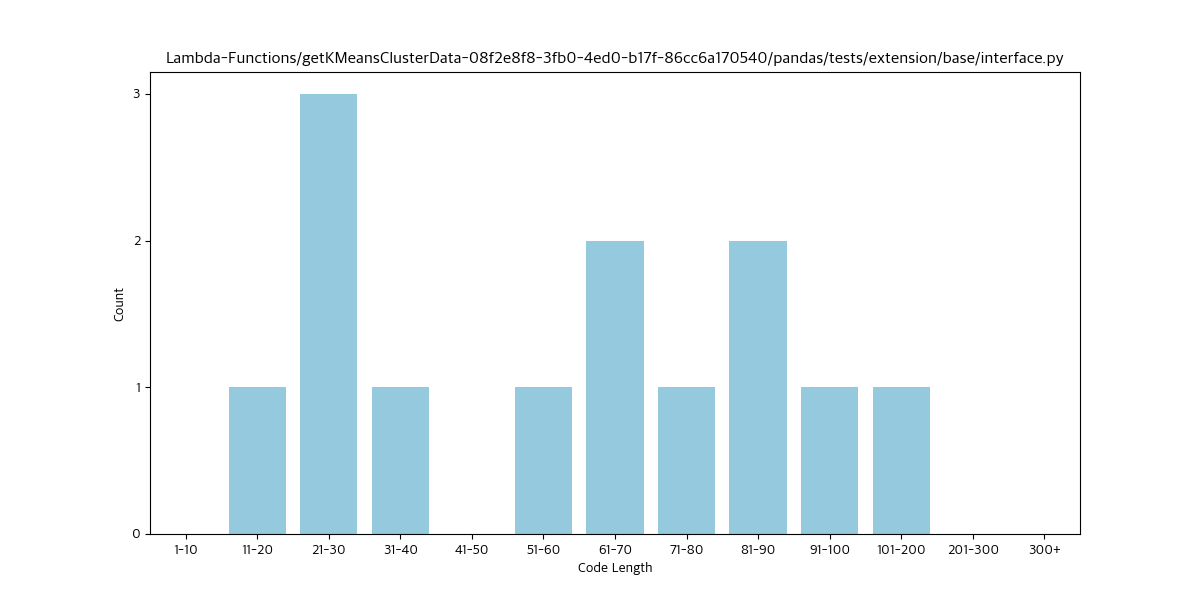 Lambda-Functions/getKMeansClusterData-08f2e8f8-3fb0-4ed0-b17f-86cc6a170540/pandas/tests/extension/base/interface.py
3
2
1
0
Count
1-10 11-20 21-30 31-40 41-50 51-60 61-70 71-80 81-90 91-100 101-200 201-300 300+
Code Length